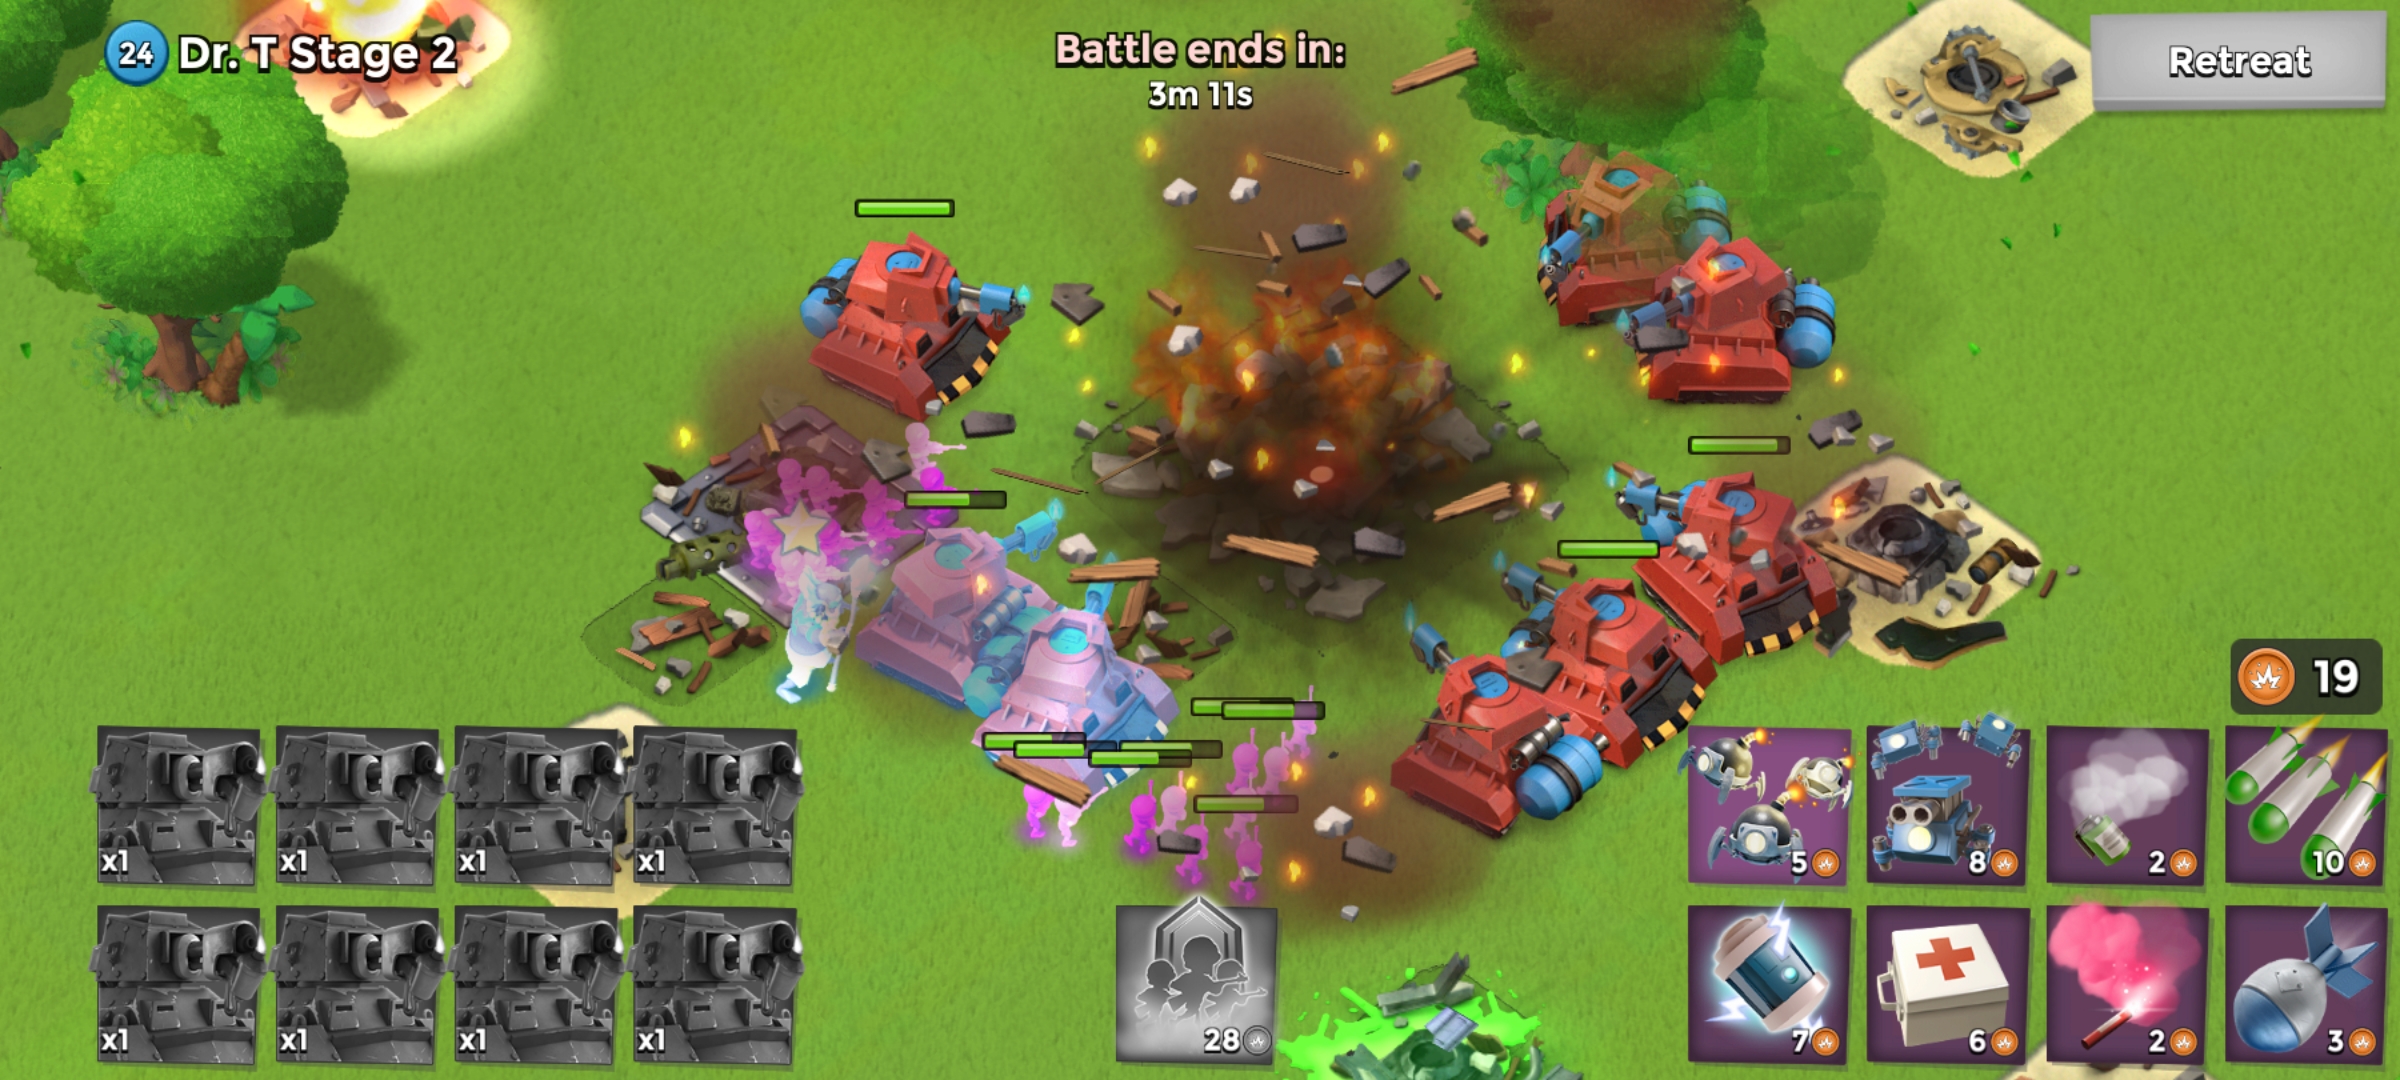 24 Dr. T Stage 2
Battle ends in:
3m 11s
Retreat
19
x1 x1 x1 x1
5 8 2 10
x1 x1 x1 x1
28
7 6 2 3